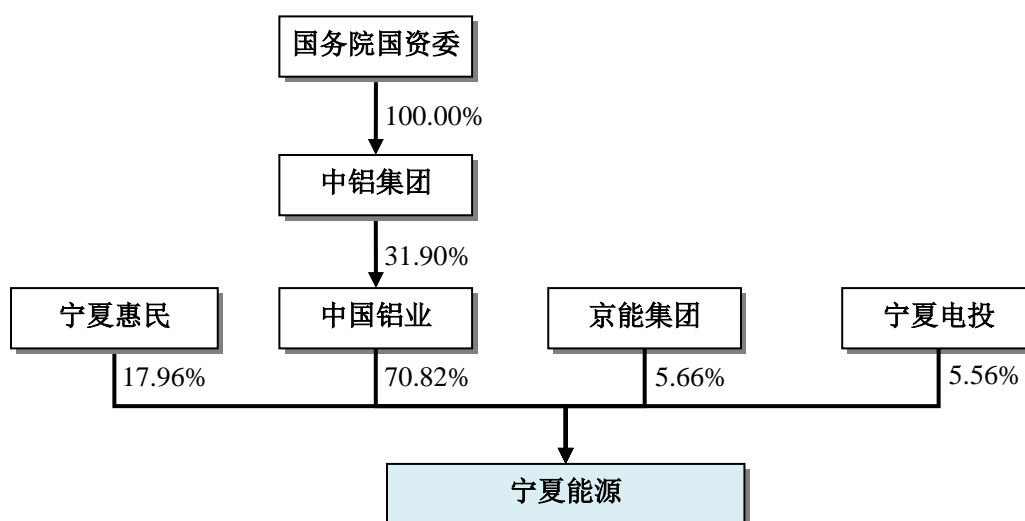 国务院国资委
100.00%
中铝集团
31.90%
宁夏惠民
中国铝业
京能集团
宁夏电投
17.96%
70.82%
5.66%
5.56%
宁夏能源